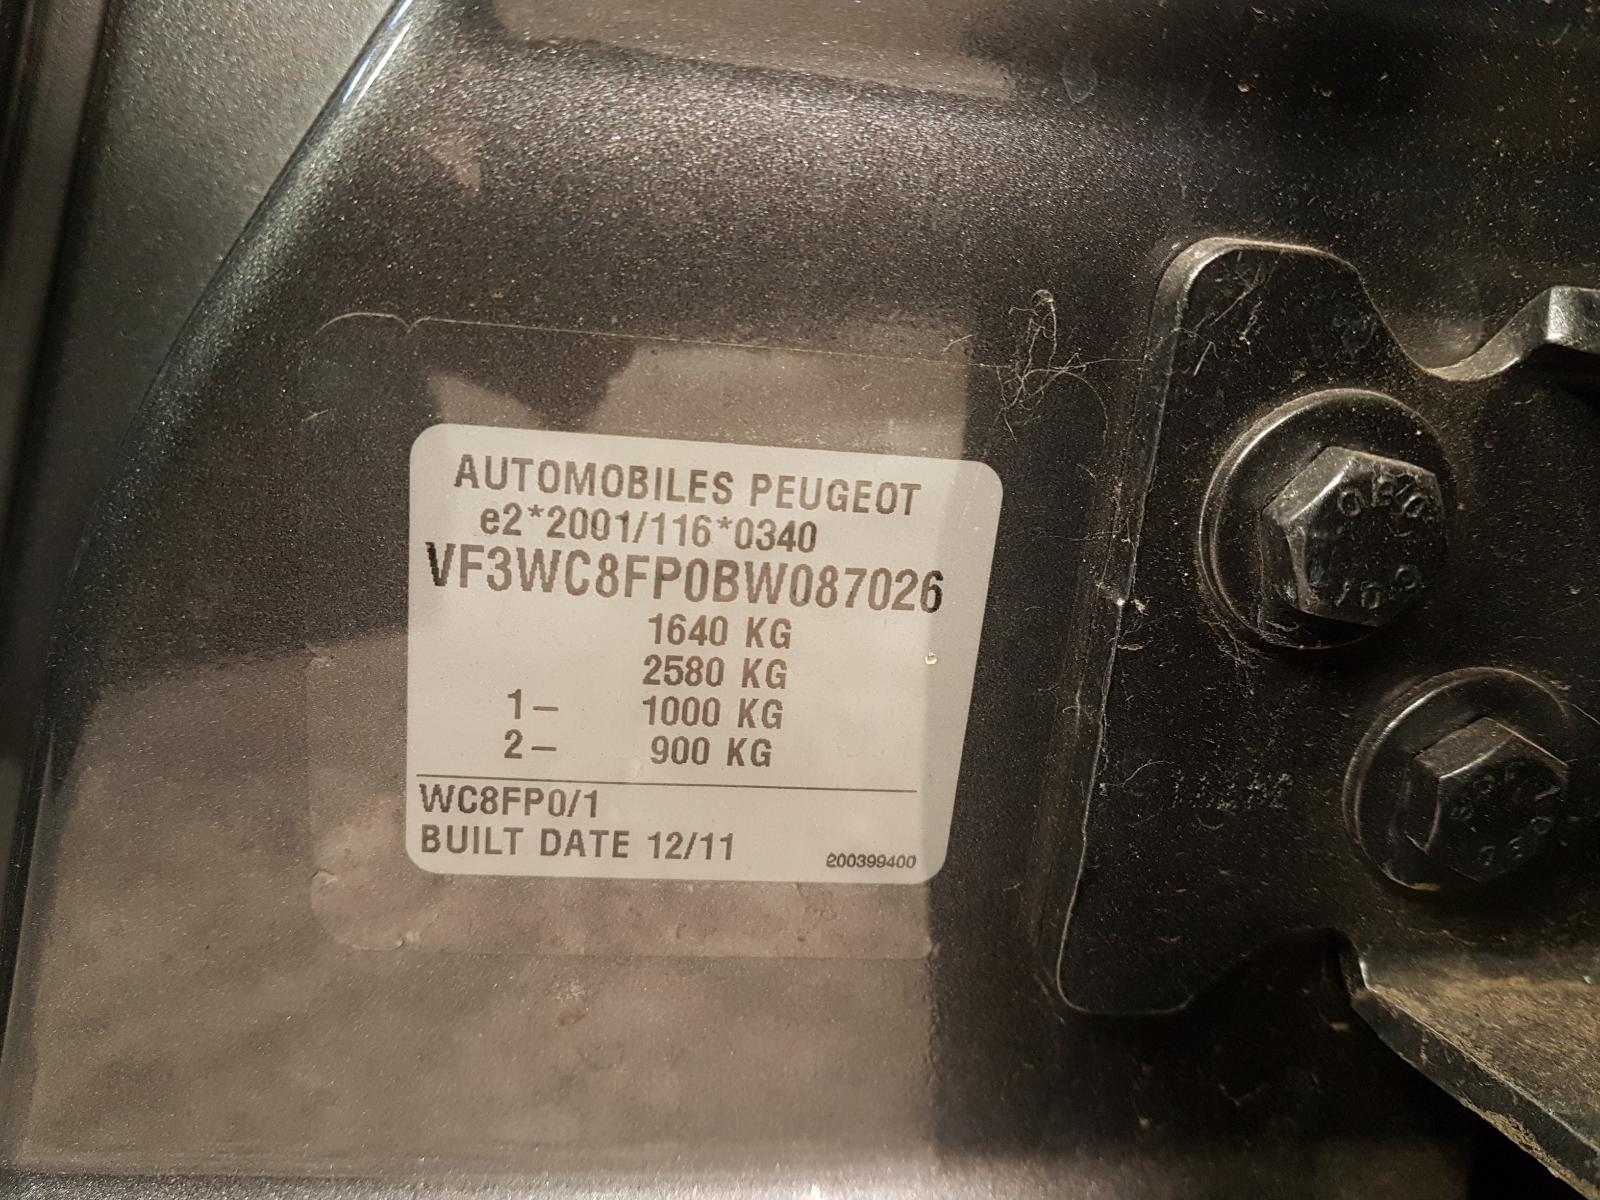 AUTOMOBILES PEUGEOT
e2*2001/116*0340
VF3WC8FP0BW087026
1640 KG
2580 KG
1– 1000 KG
2– 900 KG
WC8FP0/1
BUILT DATE 12/11
200399400